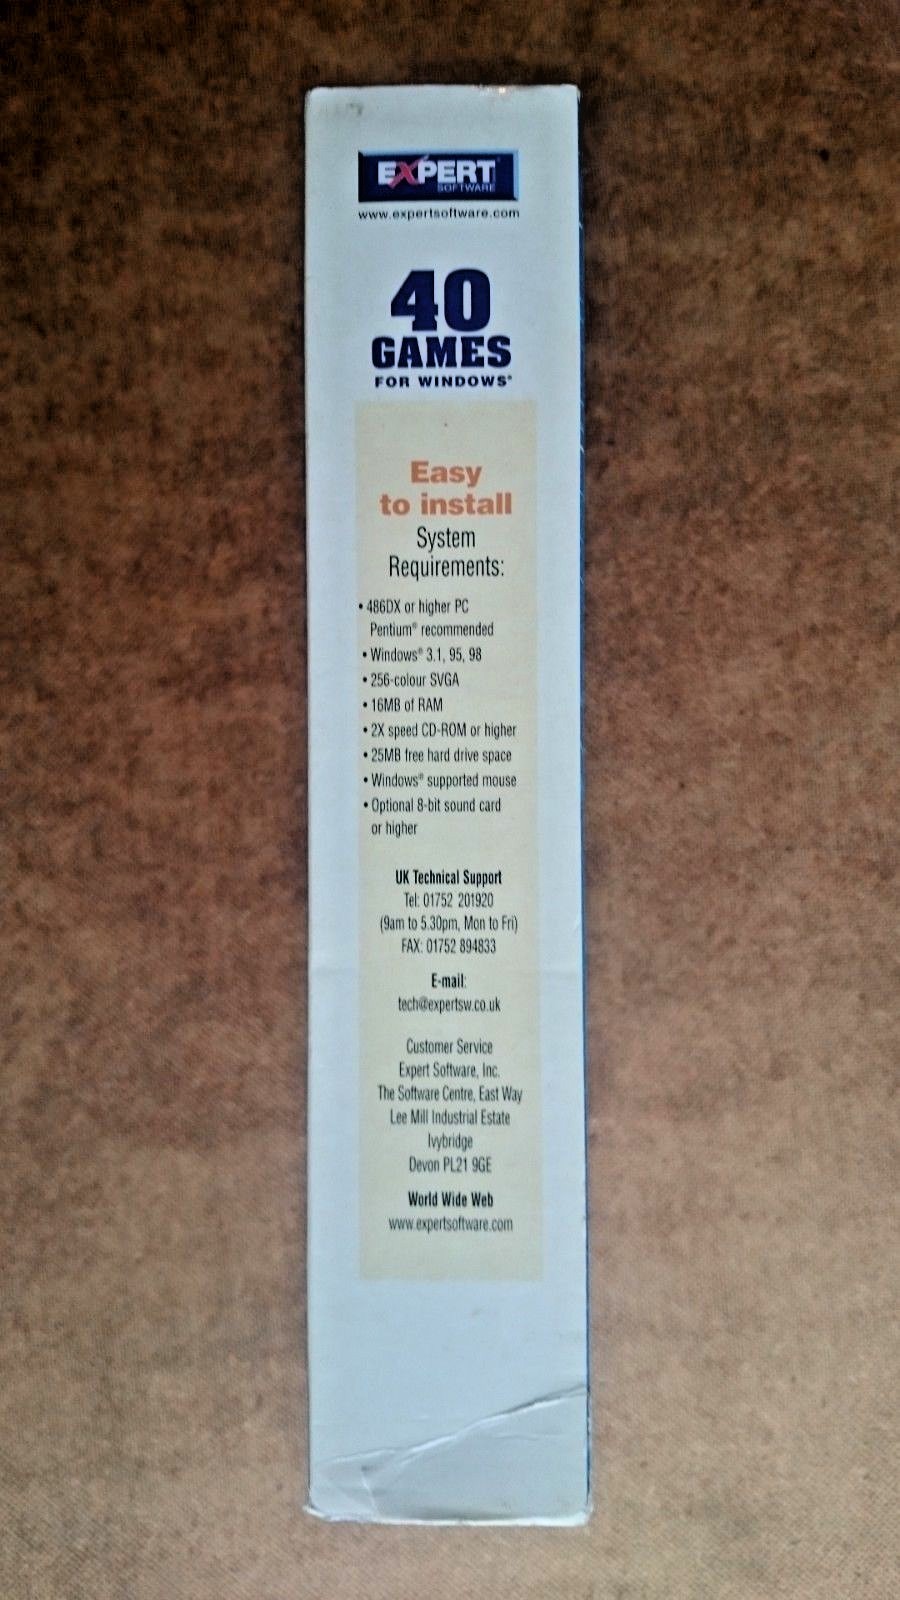 EXPERT®
SOFTWARE
www.expertsoftware.com
40
GAMES
FOR WINDOWS®
Easy
to install
System
Requirements:
• 486DX or higher PC
Pentium® recommended
• Windows® 3.1, 95, 98
• 256-colour SVGA
• 16MB of RAM
• 2X speed CD-ROM or higher
• 25MB free hard drive space
• Windows® supported mouse
• Optional 8-bit sound card
or higher
UK Technical Support
Tel: 01752 201920
(9am to 5.30pm, Mon to Fri)
FAX: 01752 894833
E-mail:
tech@expertsw.co.uk
Customer Service
Expert Software, Inc.
The Software Centre, East Way
Lee Mill Industrial Estate
Ivybridge
Devon PL21 9GE
World Wide Web
www.expertsoftware.com